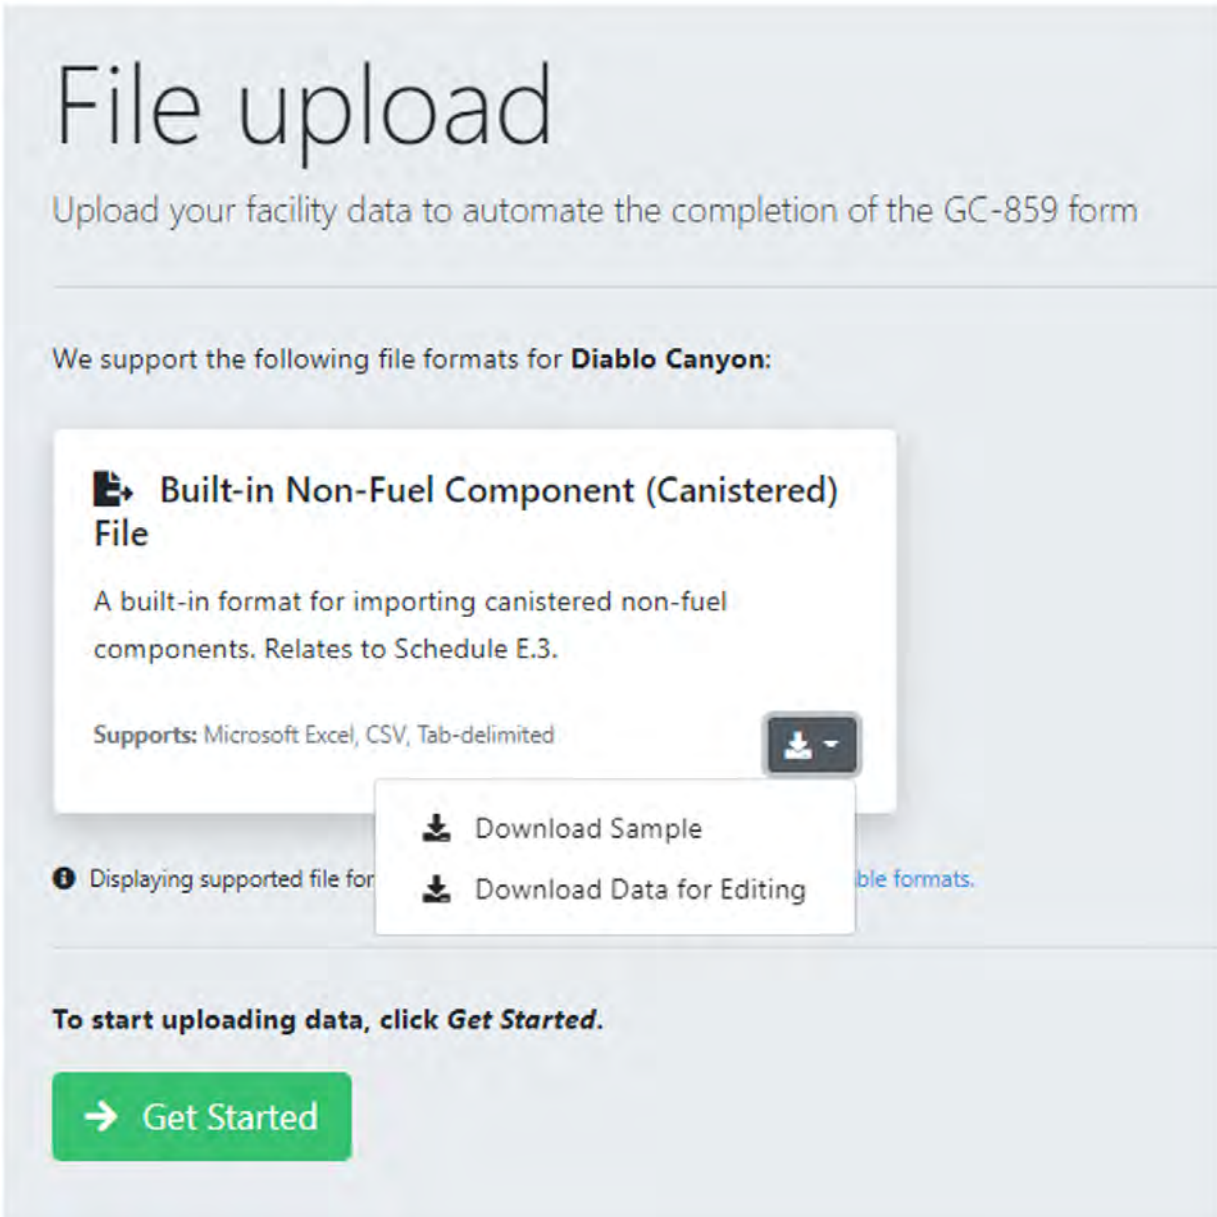 File upload
Upload your facility data to automate the completion of the GC-859 form
We support the following file formats for Diablo Canyon:
Built-in Non-Fuel Component (Canistered)
File
A built-in format for importing canistered non-fuel
components. Relates to Schedule E.3.
Supports: Microsoft Excel, CSV, Tab-delimited
Download Sample
Displaying supported file
Download Data for Editing
formats.
To start uploading data, click Get Started.
Get Started